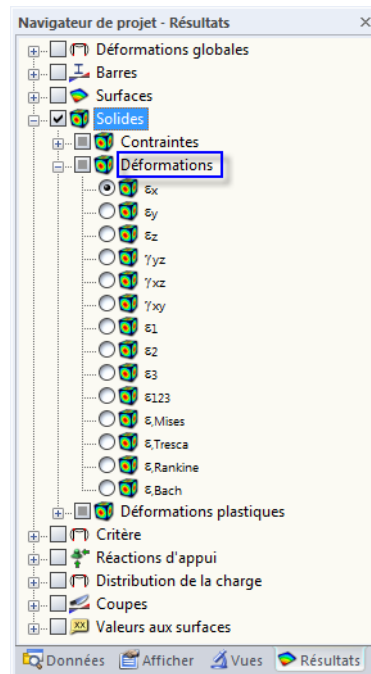 Navigateur de projet - Résultats
Déformations globales
Barres
Surfaces
Solides
Contraintes
Déformations
εx
εy
εz
γyz
γxz
γxy
ε1
ε2
ε3
ε123
ε,Mises
ε,Tresca
ε,Rankine
ε,Bach
Déformations plastiques
Critère
Réactions d'appui
Distribution de la charge
Coupes
xx Valeurs aux surfaces
Données Afficher Vues Résultats